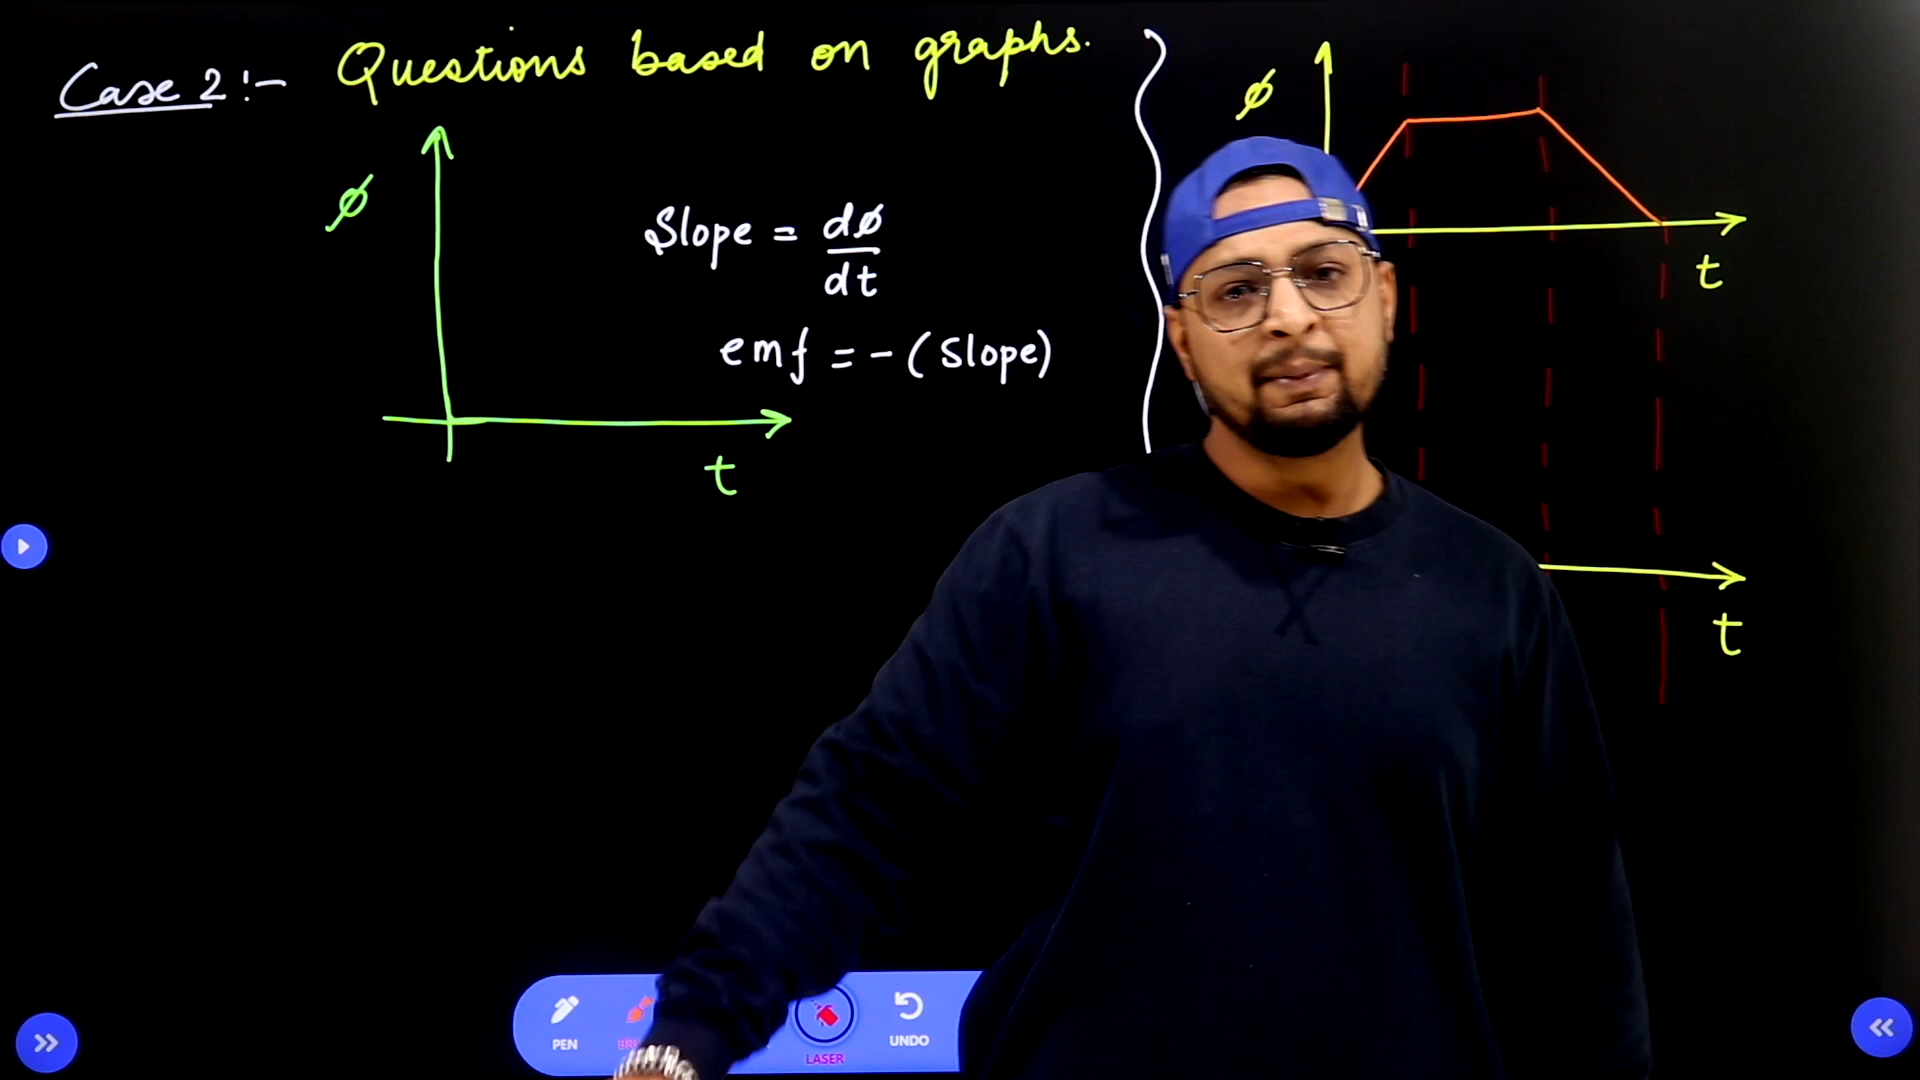 Case 2 :- Questions based on graphs.
ϕ
Slope = dϕ/dt
emf = - (Slope)
t
ϕ
t
t
PEN
LASER
UNDO